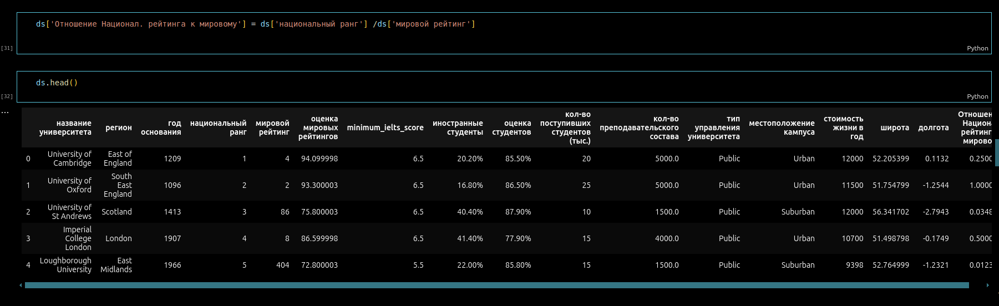 ds['Отношение Национал. рейтинга к мировому'] = ds['национальный ранг'] /ds['мировой рейтинг']
[31]
Python
ds.head()
[32]
Python
...
название университета регион год основания национальный ранг мировой рейтинг оценка мировых рейтингов minimum_ielts_score иностранные студенты оценка студентов кол-во поступивших студентов (тыс.) кол-во преподавательского состава тип управления университета местоположение кампуса стоимость жизни в год широта долгота
0 University of Cambridge East of England 1209 1 4 94.099998 6.5 20.20% 85.50% 20 5000.0 Public Urban 12000 52.205399 0.1132 0.2500
1 University of Oxford South East England 1096 2 2 93.300003 6.5 16.80% 86.50% 25 5000.0 Public Urban 11500 51.754799 -1.2544 1.0000
2 University of St Andrews Scotland 1413 3 86 75.800003 6.5 40.40% 87.90% 10 1500.0 Public Suburban 12000 56.341702 -2.7943 0.0348
3 Imperial College London London 1907 4 8 86.599998 6.5 41.40% 77.90% 15 4000.0 Public Urban 10700 51.498798 -0.1749 0.5000
4 Loughborough University East Midlands 1966 5 404 72.800003 5.5 22.00% 85.80% 15 1500.0 Public Suburban 9398 52.764999 -1.2321 0.0123